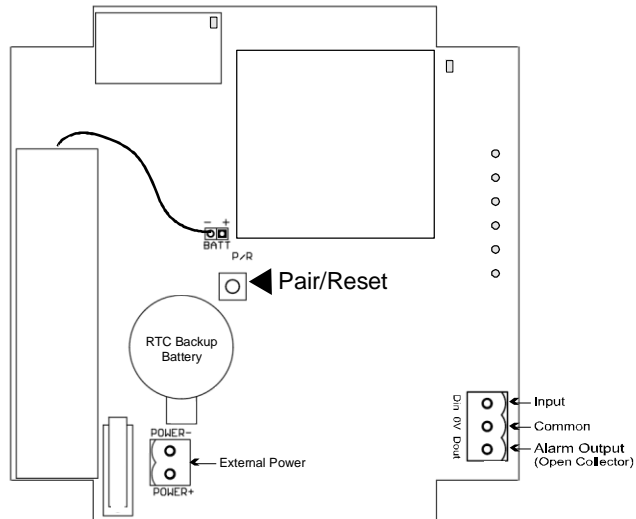 - +
BATT
P/R
Pair/Reset
RTC Backup
Battery
POWER-
External Power
POWER+
Din 0V Dout
Input
Common
Alarm Output
(Open Collector)